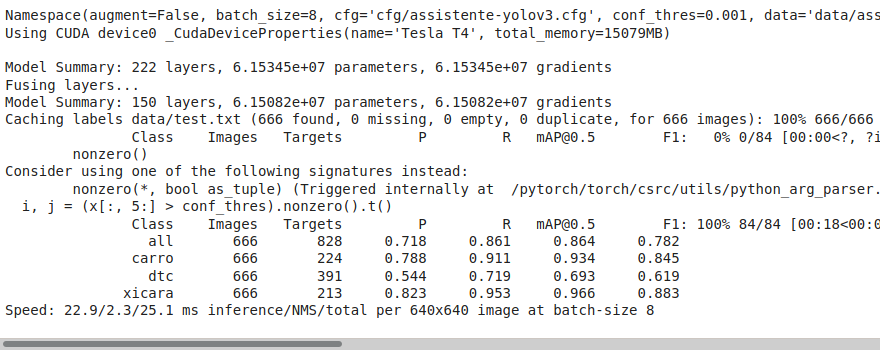 Namespace(augment=False, batch_size=8, cfg='cfg/assistente-yolov3.cfg', conf_thres=0.001, data='data/ass
Using CUDA device0 _CudaDeviceProperties(name='Tesla T4', total_memory=15079MB)
Model Summary: 222 layers, 6.15345e+07 parameters, 6.15345e+07 gradients
Fusing layers...
Model Summary: 150 layers, 6.15082e+07 parameters, 6.15082e+07 gradients
Caching labels data/test.txt (666 found, 0 missing, 0 empty, 0 duplicate, for 666 images): 100% 666/666
Class Images Targets P R mAP@0.5 F1: 0% 0/84 [00:00<?, ?i
nonzero()
Consider using one of the following signatures instead:
nonzero(*, bool as_tuple) (Triggered internally at /pytorch/torch/csrc/utils/python_arg_parser.
i, j = (x[:, 5:] > conf_thres).nonzero().t()
Class Images Targets P R mAP@0.5 F1: 100% 84/84 [00:18<00:0
all 666 828 0.718 0.861 0.864 0.782
carro 666 224 0.788 0.911 0.934 0.845
dtc 666 391 0.544 0.719 0.693 0.619
xicara 666 213 0.823 0.953 0.966 0.883
Speed: 22.9/2.3/25.1 ms inference/NMS/total per 640x640 image at batch-size 8